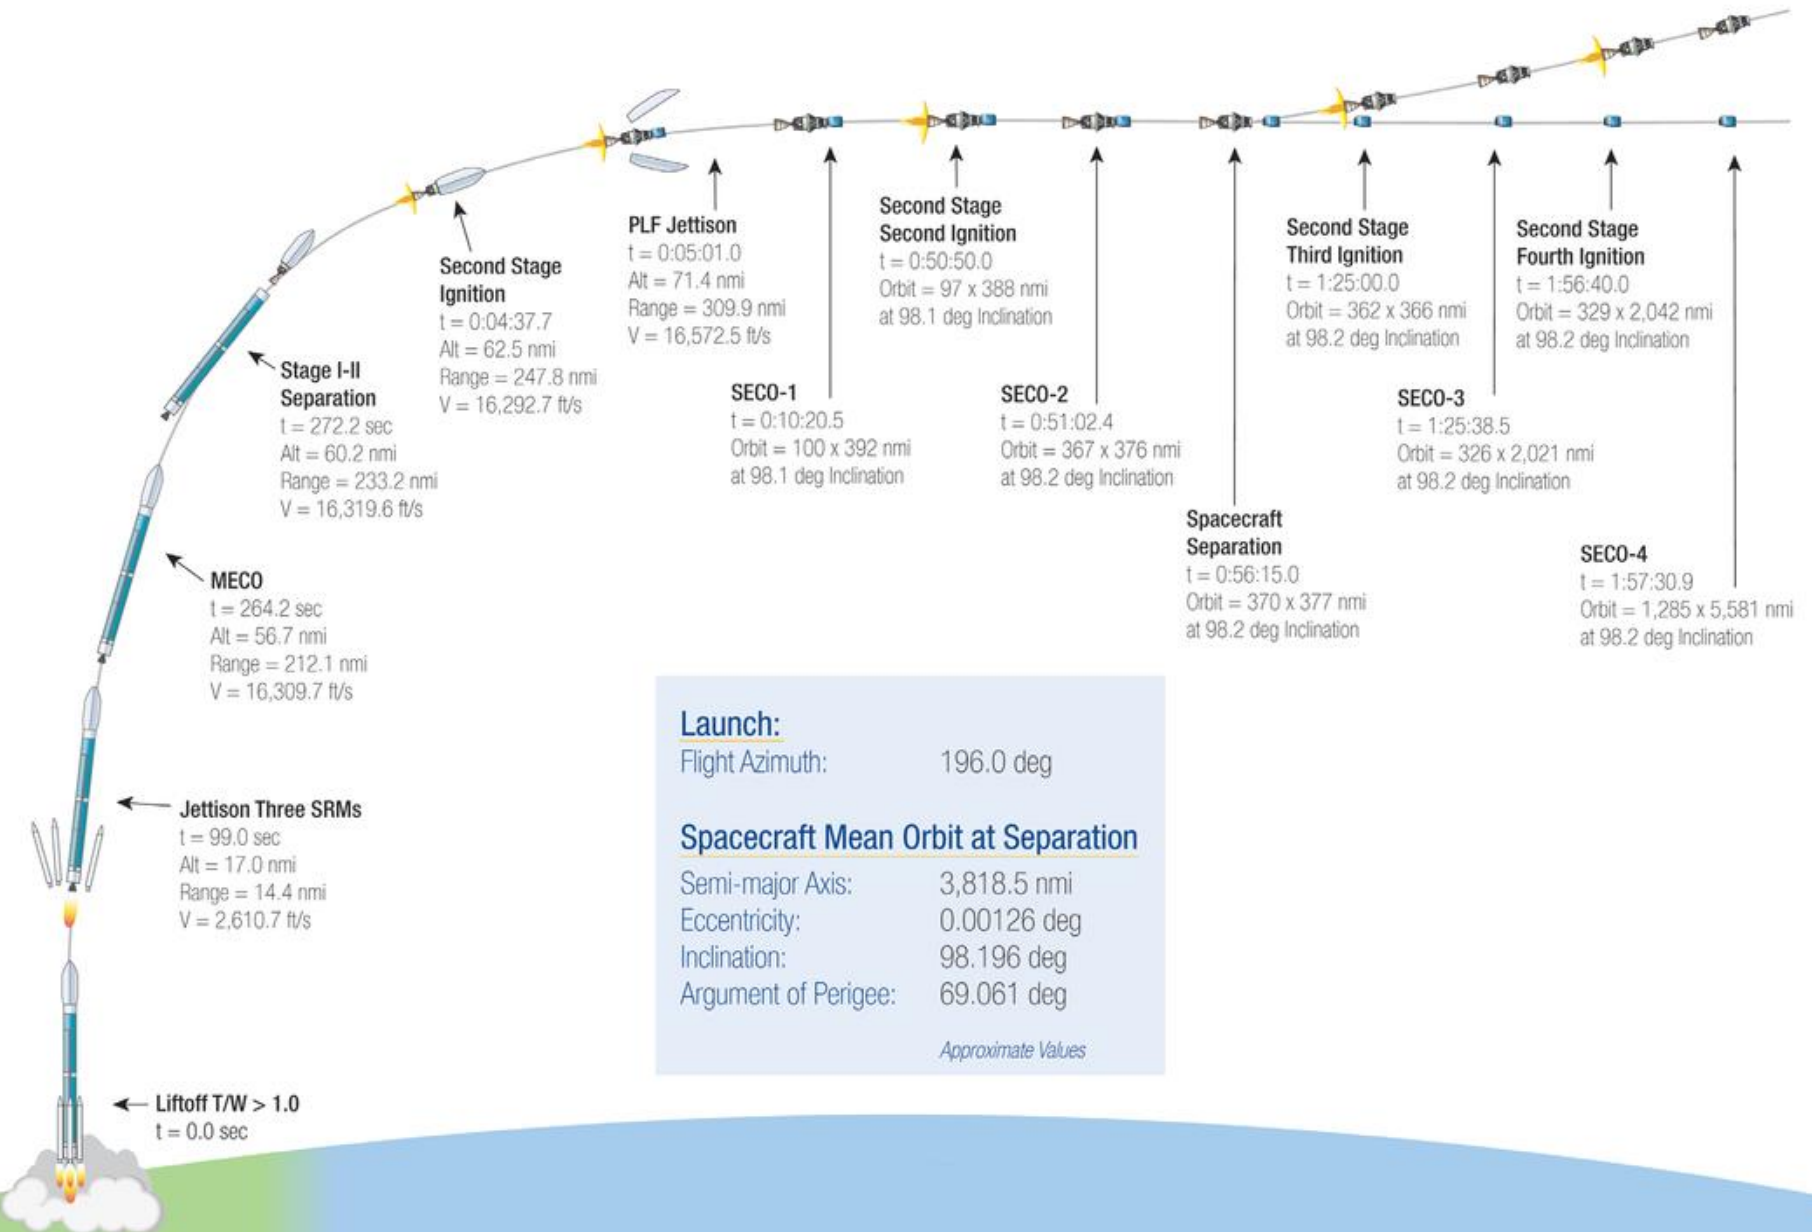 PLF Jettison
t = 0:05:01.0
Alt = 71.4 nmi
Range = 309.9 nmi
V = 16,572.5 ft/s
Second Stage
Second Ignition
t = 0:50:50.0
Orbit = 97 x 388 nmi
at 98.1 deg Inclination
Second Stage
Third Ignition
t = 1:25:00.0
Orbit = 362 x 366 nmi
at 98.2 deg Inclination
Second Stage
Fourth Ignition
t = 1:56:40.0
Orbit = 329 x 2,042 nmi
at 98.2 deg Inclination
Second Stage
Ignition
t = 0:04:37.7
Alt = 62.5 nmi
Range = 247.8 nmi
V = 16,292.7 ft/s
Stage I-II
Separation
t = 272.2 sec
Alt = 60.2 nmi
Range = 233.2 nmi
V = 16,319.6 ft/s
SECO-1
t = 0:10:20.5
Orbit = 100 x 392 nmi
at 98.1 deg Inclination
SECO-2
t = 0:51:02.4
Orbit = 367 x 376 nmi
at 98.2 deg Inclination
SECO-3
t = 1:25:38.5
Orbit = 326 x 2,021 nmi
at 98.2 deg Inclination
Spacecraft
Separation
t = 0:56:15.0
Orbit = 370 x 377 nmi
at 98.2 deg Inclination
SECO-4
t = 1:57:30.9
Orbit = 1,285 x 5,581 nmi
at 98.2 deg Inclination
MECO
t = 264.2 sec
Alt = 56.7 nmi
Range = 212.1 nmi
V = 16,309.7 ft/s
Jettison Three SRMs
t = 99.0 sec
Alt = 17.0 nmi
Range = 14.4 nmi
V = 2,610.7 ft/s
Liftoff T/W > 1.0
t = 0.0 sec
Launch:
Flight Azimuth: 196.0 deg
Spacecraft Mean Orbit at Separation
Semi-major Axis: 3,818.5 nmi
Eccentricity: 0.00126 deg
Inclination: 98.196 deg
Argument of Perigee: 69.061 deg
Approximate Values